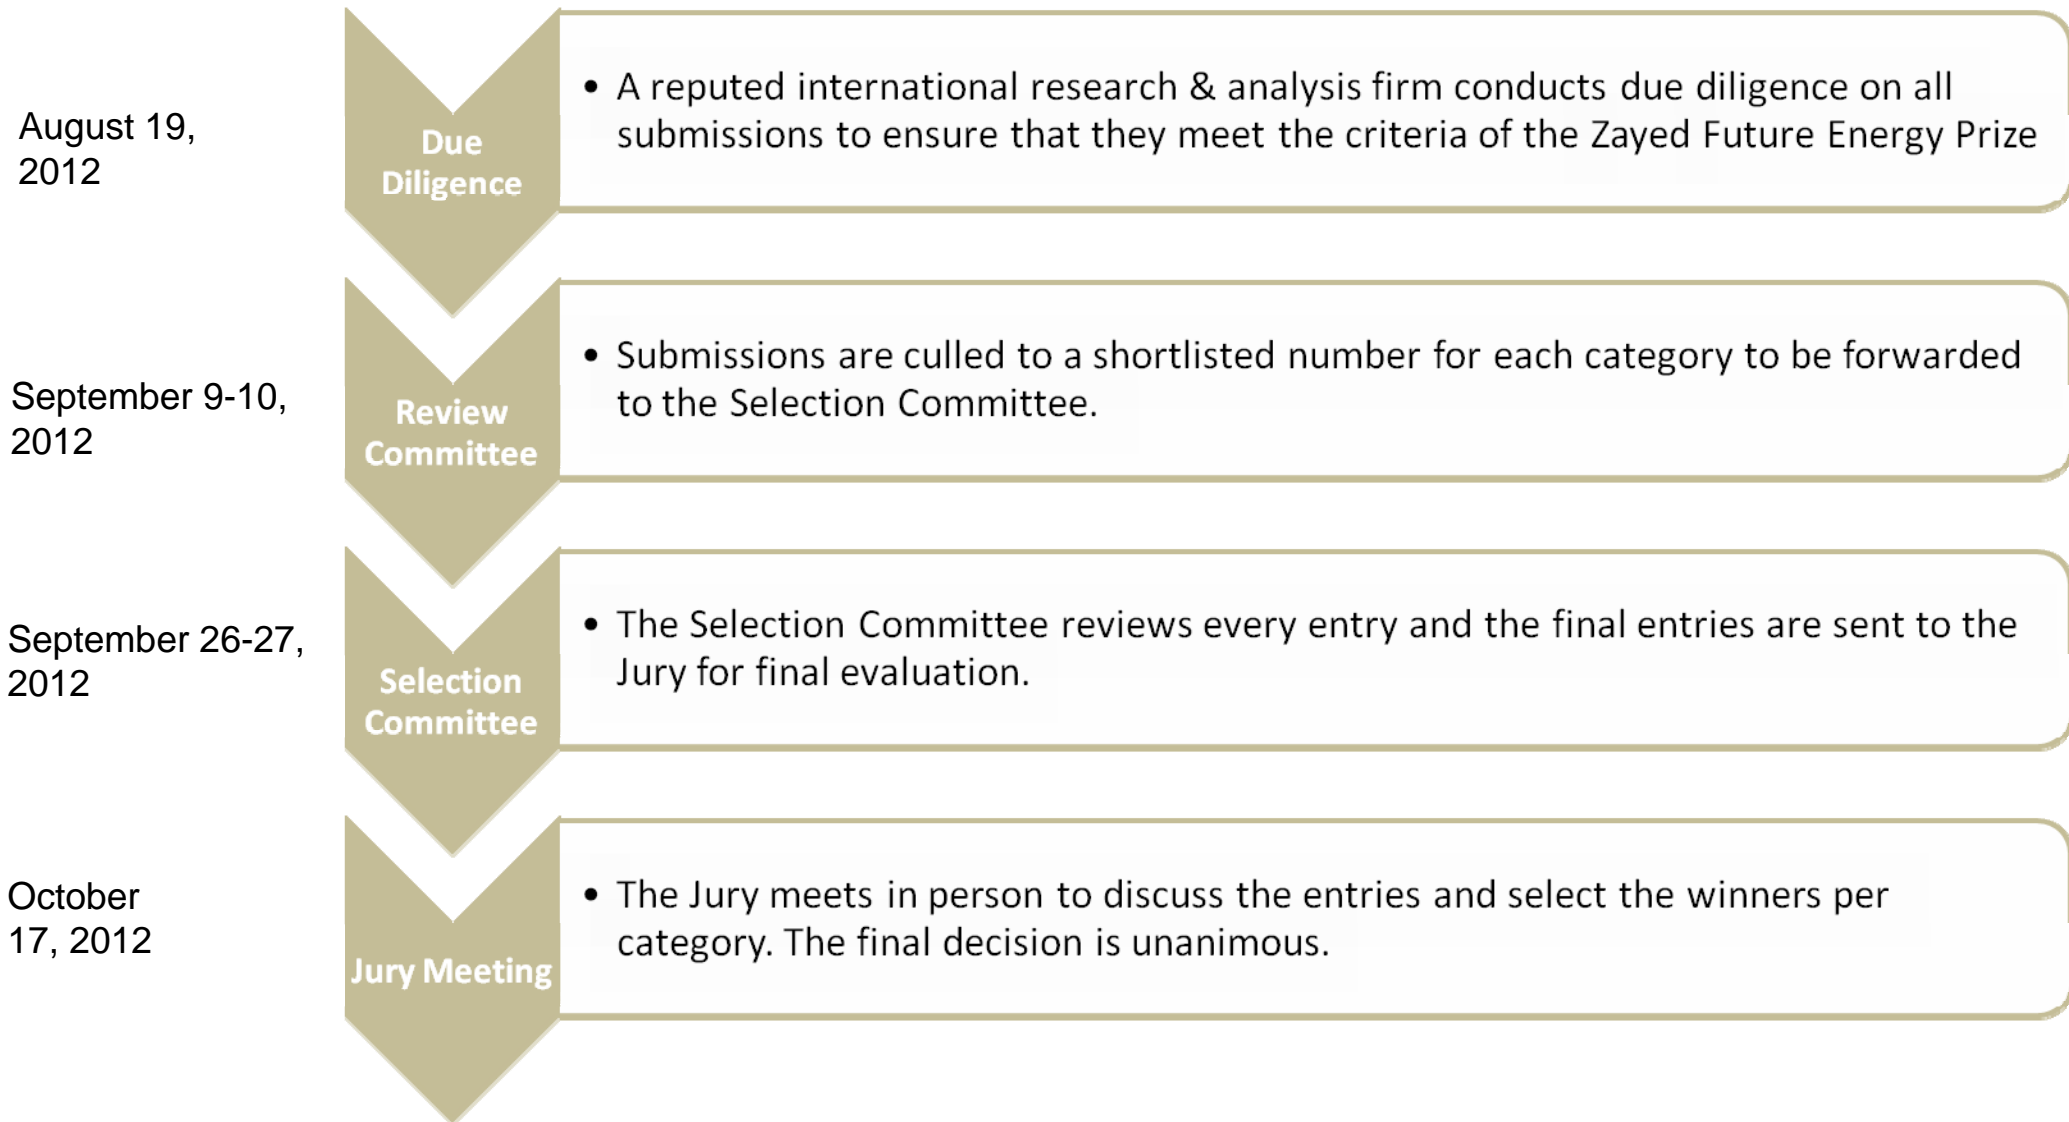 August 19,
2012
Due
Diligence
• A reputed international research & analysis firm conducts due diligence on all
submissions to ensure that they meet the criteria of the Zayed Future Energy Prize
September 9-10,
2012
Review
Committee
• Submissions are culled to a shortlisted number for each category to be forwarded
to the Selection Committee.
September 26-27,
2012
Selection
Committee
• The Selection Committee reviews every entry and the final entries are sent to the
Jury for final evaluation.
October
17, 2012
Jury Meeting
• The Jury meets in person to discuss the entries and select the winners per
category. The final decision is unanimous.